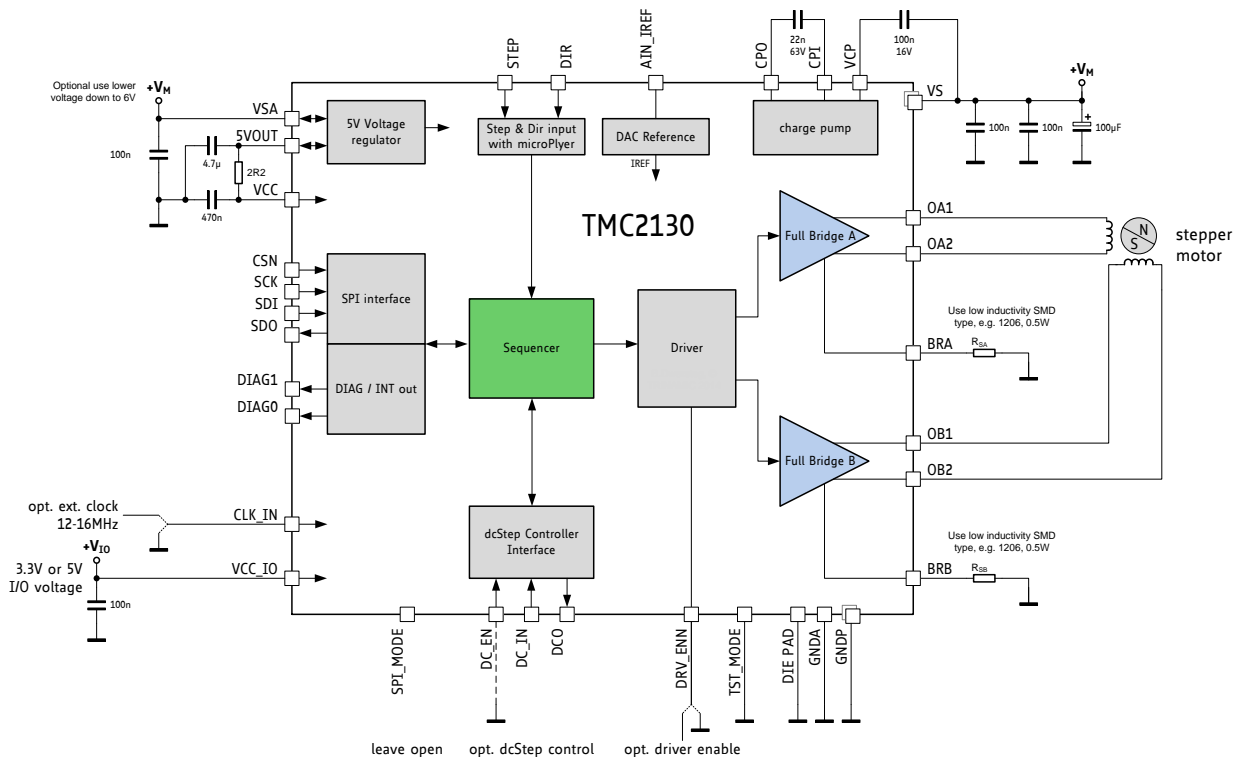 STEP
DIR
AIN_IREF
CPO
22n
63V
CPI
VCP
100n
16V
Optional use lower
voltage down to 6V
+VM
VSA
5VOUT
100n
4.7µ
2R2
VCC
470n
5V Voltage
regulator
Step & Dir input
with microPlyer
DAC Reference
IREF
charge pump
VS
+VM
100n
100n
+
100µF
TMC2130
Full Bridge A
OA1
OA2
N
S
stepper
motor
CSN
SCK
SDI
SDO
SPI interface
DIAG1
DIAG0
DIAG / INT out
Sequencer
Driver
Use low inductivity SMD
type, e.g. 1206, 0.5W
BRA
RSA
Full Bridge B
OB1
OB2
opt. ext. clock
12-16MHz
CLK_IN
+VIO
3.3V or 5V
I/O voltage
VCC_IO
100n
dcStep Controller
Interface
Use low inductivity SMD
type, e.g. 1206, 0.5W
BRB
RSB
SPI_MODE
DC_EN
DC_IN
DCO
DRV_ENN
TST_MODE
DIE PAD
GNDA
GNDP
leave open
opt. dcStep control
opt. driver enable